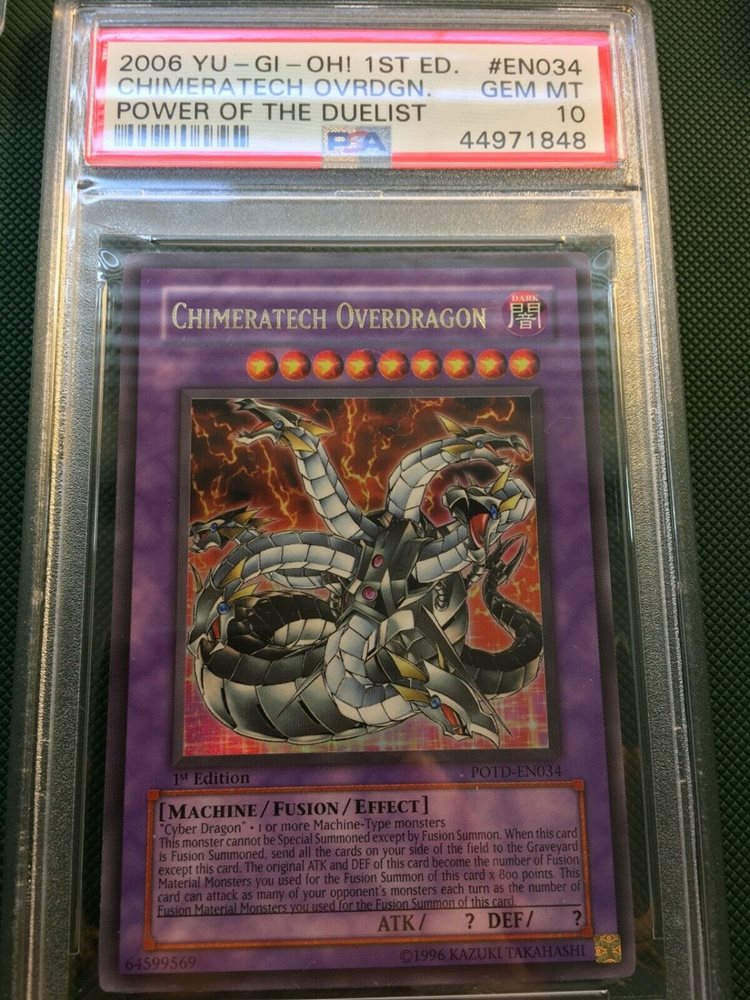 2006 YU-GI-OH! 1ST ED. #EN034
CHIMERATECH OVRDGN. GEM MT
POWER OF THE DUELIST 10
PSA 44971848
CHIMERATECH OVERDRAGON DARK
闇
1st Edition POTD-EN034
[MACHINE/FUSION/EFFECT]
"Cyber Dragon" + 1 or more Machine-Type monsters
This monster cannot be Special Summoned except by Fusion Summon. When this card
is Fusion Summoned, send all the cards on your side of the field to the Graveyard
except this card. The original ATK and DEF of this card become the number of Fusion
Material Monsters you used for the Fusion Summon of this card x 800 points. This
card can attack as many of your opponent's monsters each turn as the number of
Fusion Material Monsters you used for the Fusion Summon of this card
ATK/ ? DEF/ ?
64599569 ©1996 KAZUKI TAKAHASHI